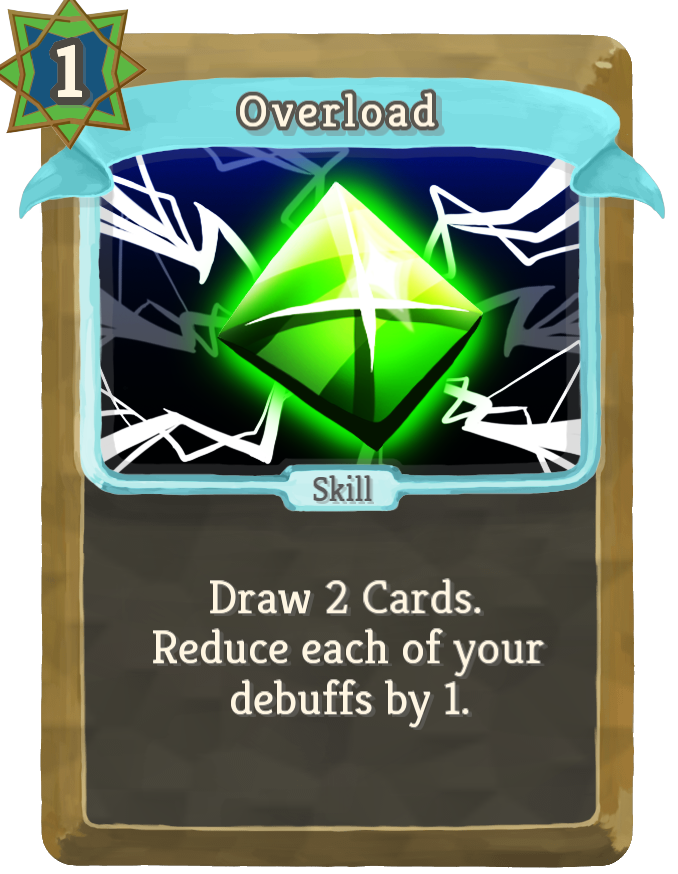 1
Overload
Skill
Draw 2 Cards.
Reduce each of your
debuffs by 1.